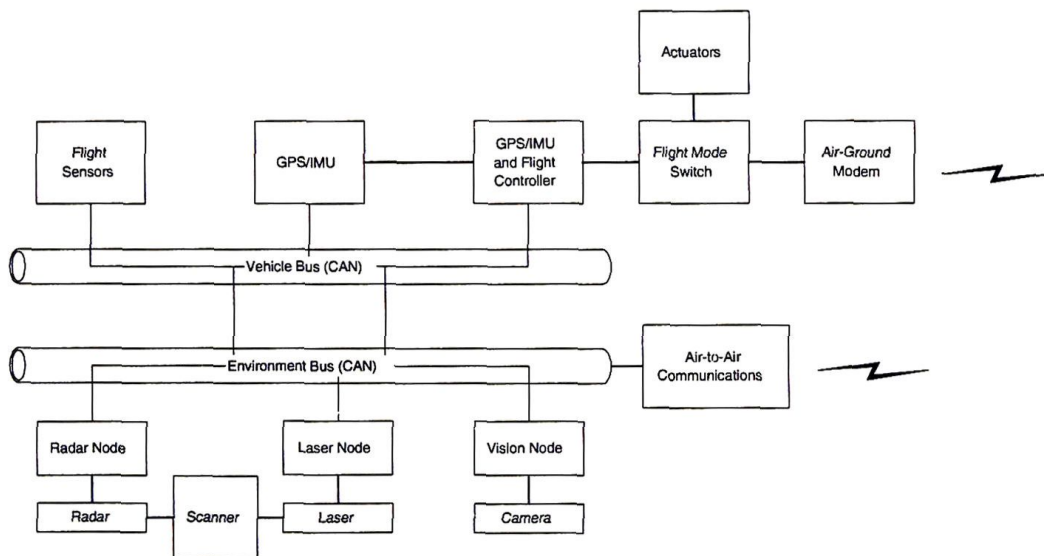 Actuators
Flight
Sensors
GPS/IMU
GPS/IMU
and Flight
Controller
Flight Mode
Switch
Air-Ground
Modem
Vehicle Bus (CAN)
Environment Bus (CAN)
Air-to-Air
Communications
Radar Node
Laser Node
Vision Node
Radar
Scanner
Laser
Camera